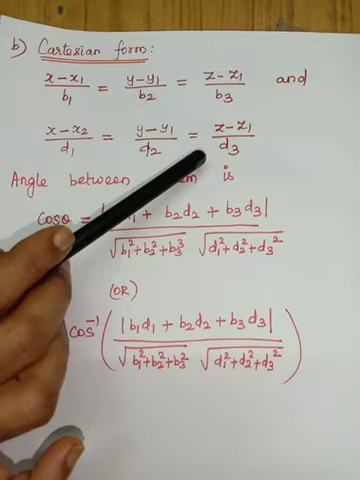 b) Cartesian form:
(x-x₁)/b₁ = (y-y₁)/b₂ = (z-z₁)/b₃ and
(x-x₂)/d₁ = (y-y₁)/d₂ = (z-z₁)/d₃
Angle between is
cosθ = d₁ + b₂d₂ + b₃d₃| / √(b₁²+b₂²+b₃²) √(d₁²+d₂²+d₃²)
(OR)
cos⁻¹ ( |b₁d₁ + b₂d₂ + b₃d₃| / √(b₁²+b₂²+b₃²) √(d₁²+d₂²+d₃²) )